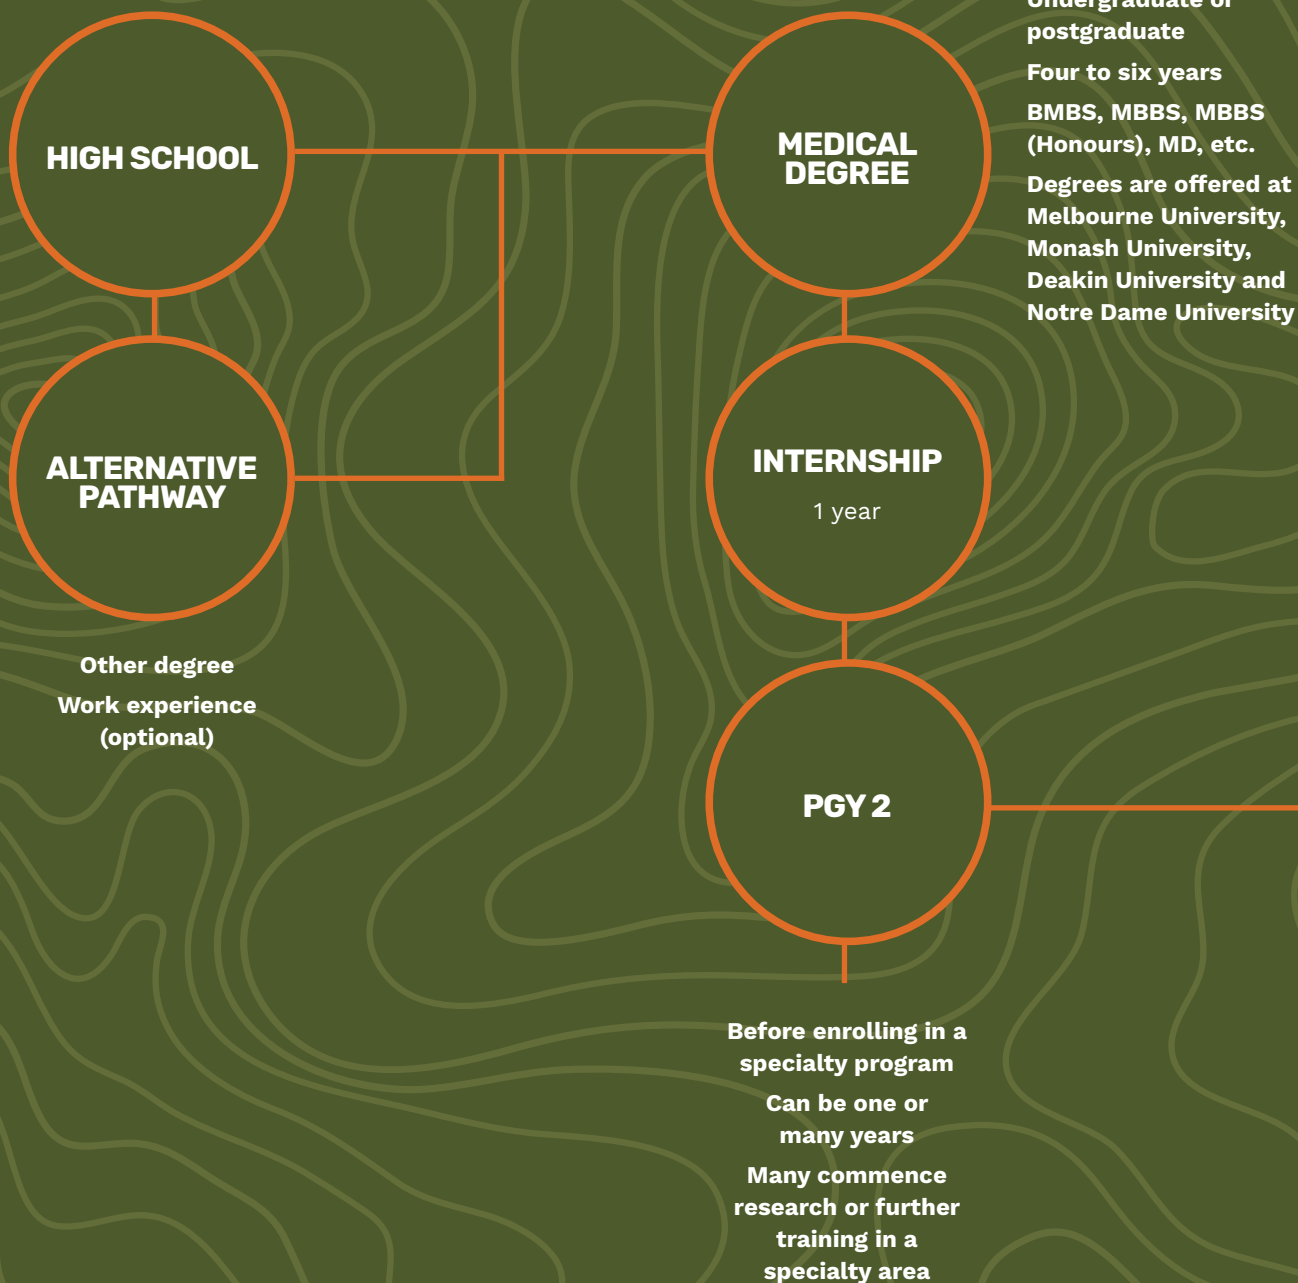 Undergraduate or
postgraduate
Four to six years
BMBS, MBBS, MBBS
(Honours), MD, etc.
Degrees are offered at
Melbourne University,
Monash University,
Deakin University and
Notre Dame University
HIGH SCHOOL
MEDICAL
DEGREE
ALTERNATIVE
PATHWAY
Other degree
Work experience
(optional)
INTERNSHIP
1 year
PGY 2
Before enrolling in a
specialty program
Can be one or
many years
Many commence
research or further
training in a
specialty area